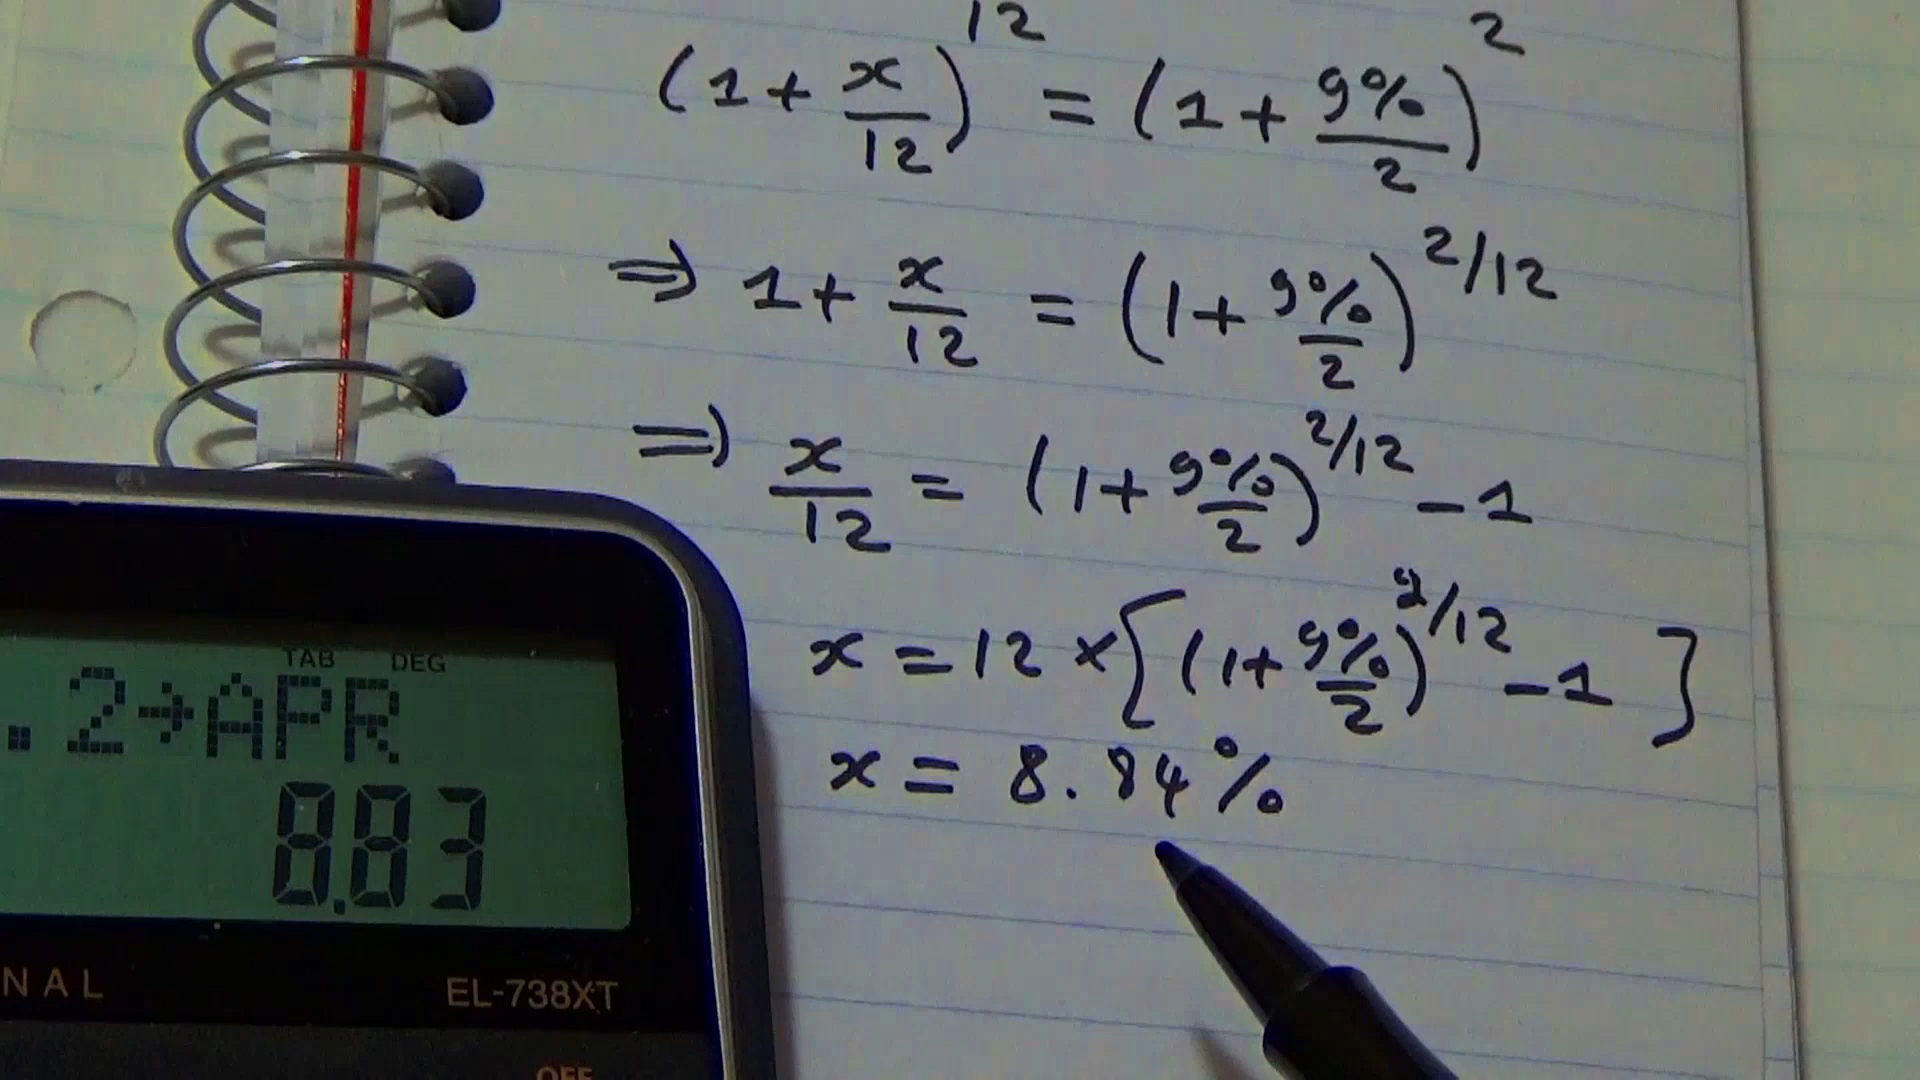 (1 + x/12)^12 = (1 + 9%/2)^2
⇒ 1 + x/12 = (1 + 9%/2)^2/12
⇒ x/12 = (1 + 9%/2)^2/12 - 1
x = 12 × [(1 + 9%/2)^2/12 - 1]
x = 8.84%
TAB DEG
.2→APR
8.83
NAL
EL-738XT
OFF